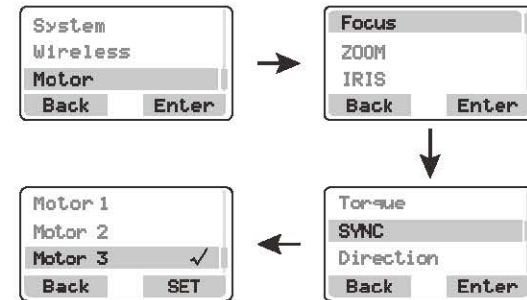 System
Wireless
Motor
Back Enter
Focus
ZOOM
IRIS
Back Enter
Torque
SYNC
Direction
Back Enter
Motor 1
Motor 2
Motor 3 ✓
Back SET